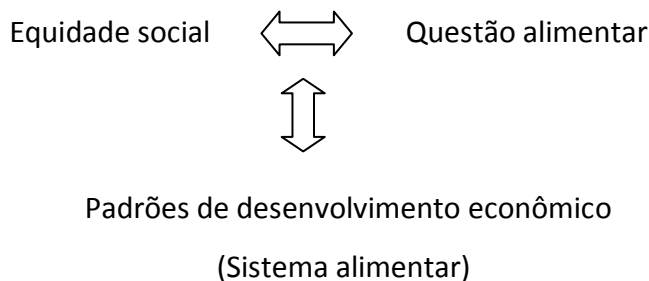 Equidade social Questão alimentar
Padrões de desenvolvimento econômico
(Sistema alimentar)